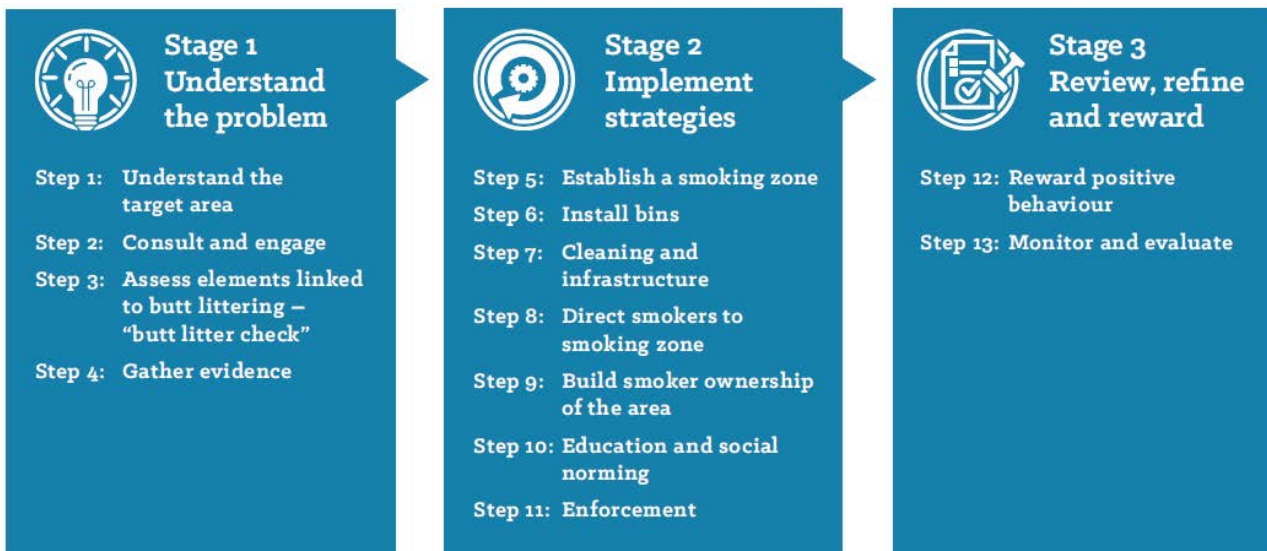 Stage 1
Understand
the problem
Step 1: Understand the
target area
Step 2: Consult and engage
Step 3: Assess elements linked
to butt littering –
“butt litter check”
Step 4: Gather evidence
Stage 2
Implement
strategies
Step 5: Establish a smoking zone
Step 6: Install bins
Step 7: Cleaning and
infrastructure
Step 8: Direct smokers to
smoking zone
Step 9: Build smoker ownership
of the area
Step 10: Education and social
norming
Step 11: Enforcement
Stage 3
Review, refine
and reward
Step 12: Reward positive
behaviour
Step 13: Monitor and evaluate